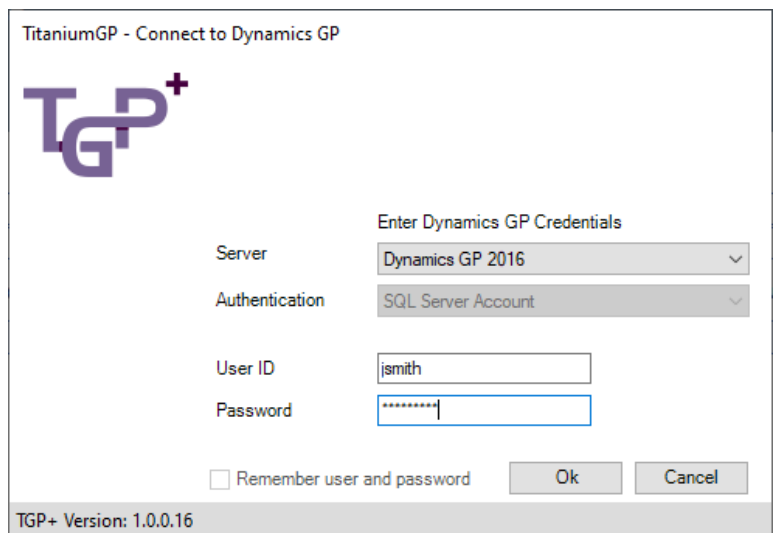 TitaniumGP - Connect to Dynamics GP
TGP+
Enter Dynamics GP Credentials
Server
Dynamics GP 2016
Authentication
SQL Server Account
User ID
jsmith
Password
*********
Remember user and password
Ok
Cancel
TGP+ Version: 1.0.0.16